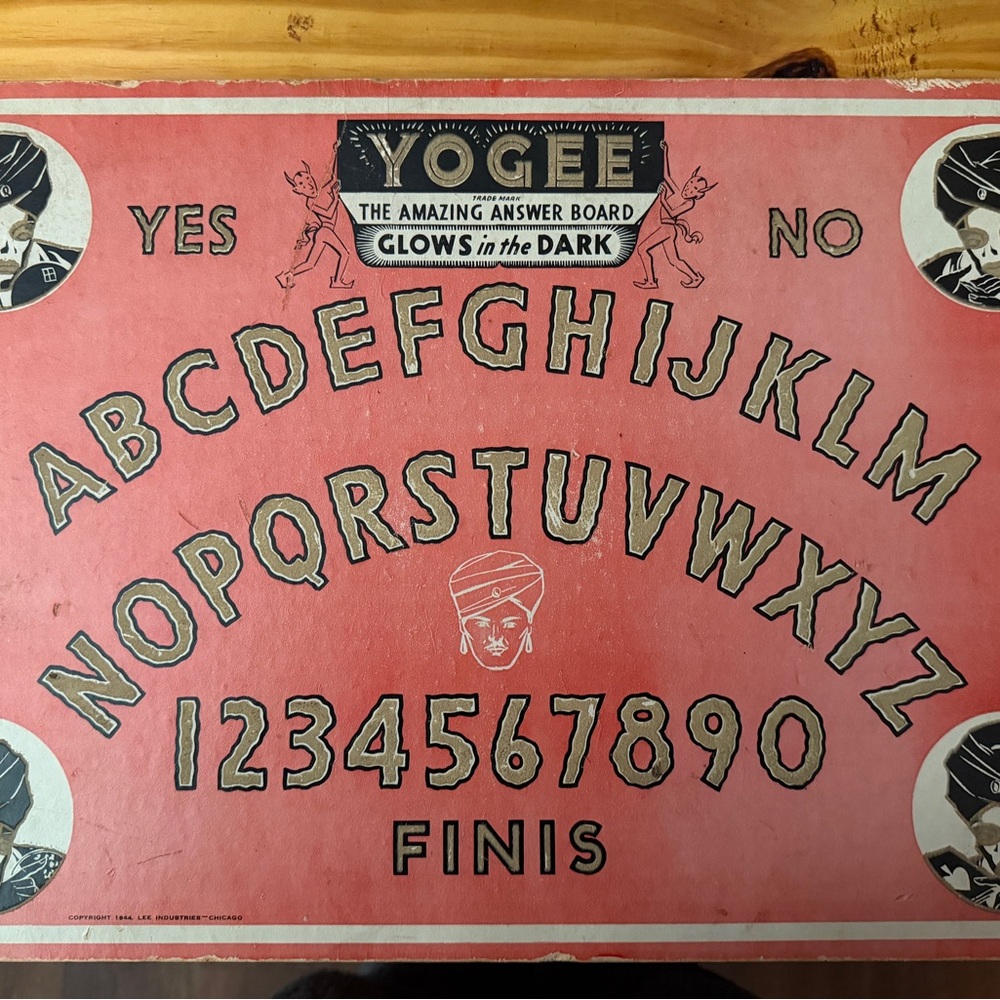 YOGEE
TRADE MARK
THE AMAZING ANSWER BOARD
GLOWS in the DARK
YES
NO
ABCDEFGHIJKLM
NOPQRSTUVWXYZ
1234567890
FINIS
COPYRIGHT 1944, LEE INDUSTRIES—CHICAGO